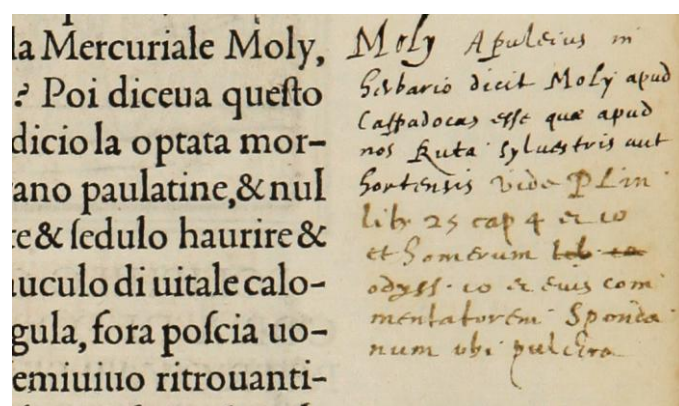 la Mercuriale Moly,
.? Poi diceua queſto
dicio la optata mor-
ano paulatine,& nul
re& ſedulo haurire&
uculo di uitale calo-
gula, fora poſcia uo-
emiuiuo ritrouanti-
Moly Apuleius in
herbario dicit Moly apud
Cappadocas esse quæ apud
nos Ruta sylvestris aut
hortensis vide Plin
lib 25 cap 4 et 10
et homerum lib
odyss. 10 et eius com
mentatorem Sponda
num ubi pulchra